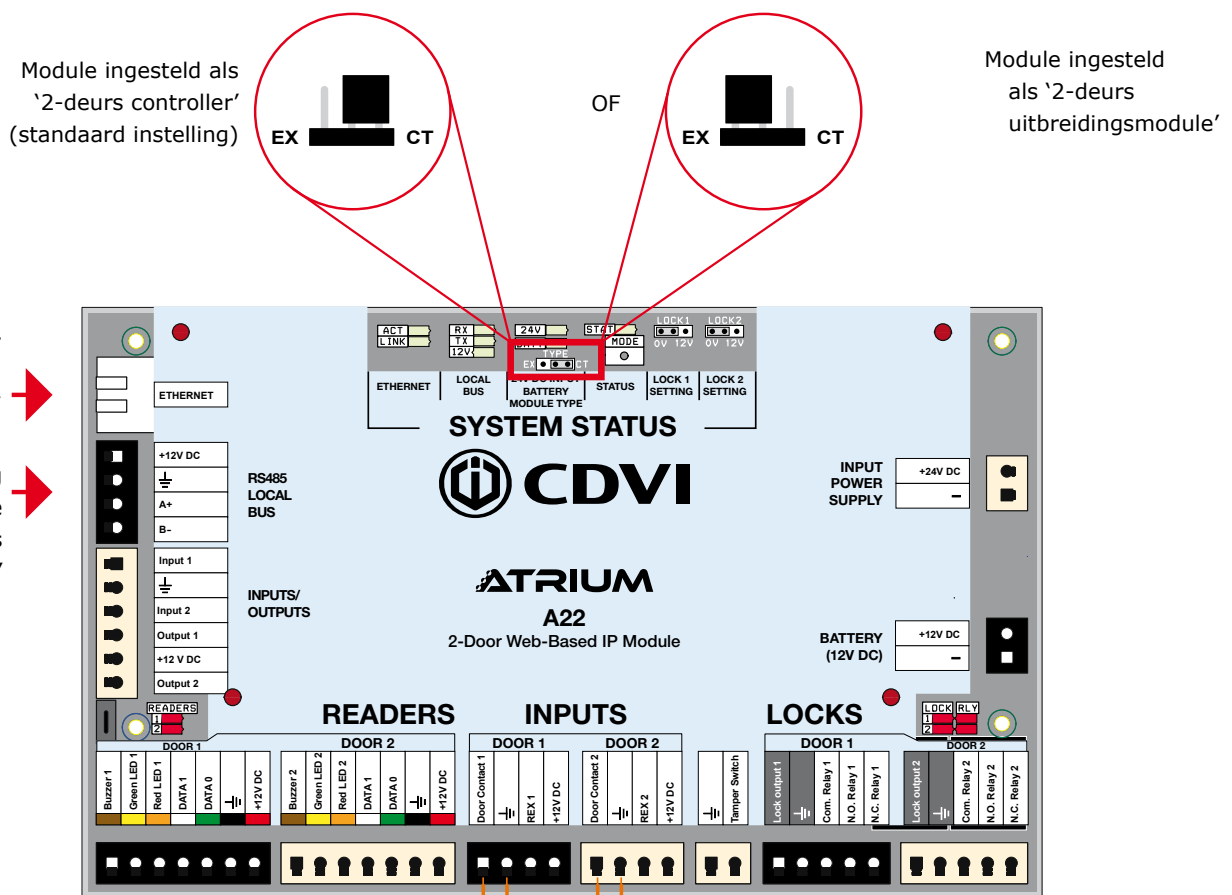 Module ingesteld als
‘2-deurs controller’
(standaard instelling)
EX CT
OF
EX CT
Module ingesteld
als ‘2-deurs
uitbreidingsmodule’
ACT
LINK
RX
TX
12V
24V
STAT
MODE
TYPE
EX CT
LOCK1
0V 12V
LOCK2
0V 12V
ETHERNET
LOCAL
BUS
BATTERY
MODULE TYPE
STATUS
LOCK 1
SETTING
LOCK 2
SETTING
SYSTEM STATUS
CDVI
ATRIUM
A22
2-Door Web-Based IP Module
ETHERNET
+12V DC
A+
B-
RS485
LOCAL
BUS
Input 1
Input 2
Output 1
+12 V DC
Output 2
INPUTS/
OUTPUTS
INPUT
POWER
SUPPLY
+24V DC
–
BATTERY
(12V DC)
+12V DC
–
READERS
1
2
LOCK RLY
1
2
READERS
DOOR 1
Buzzer 1
Green LED 1
Red LED 1
DATA 1
DATA 0
+12V DC
DOOR 2
Buzzer 2
Green LED 2
Red LED 2
DATA 1
DATA 0
+12V DC
INPUTS
DOOR 1
Door Contact 1
REX 1
+12V DC
DOOR 2
Door Contact 2
REX 2
+12V DC
Tamper Switch
LOCKS
DOOR 1
Lock output 1
Com. Relay 1
N.O. Relay 1
N.C. Relay 1
DOOR 2
Lock output 2
Com. Relay 2
N.O. Relay 2
N.C. Relay 2